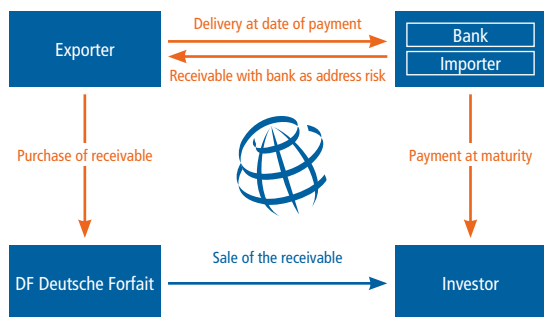 Delivery at date of payment
Exporter
Bank
Importer
Receivable with bank as address risk
Purchase of receivable
Payment at maturity
Sale of the receivable
DF Deutsche Forfait
Investor